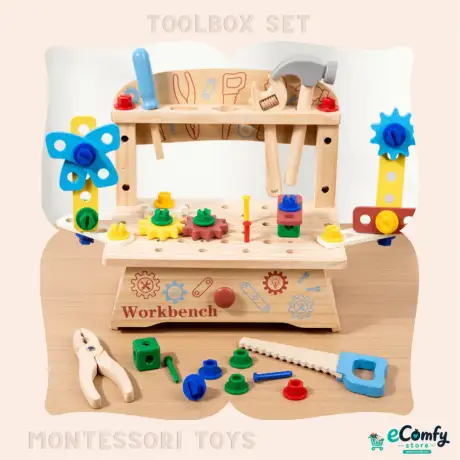 TOOLBOX SET
Workbench
MONTESSORI TOYS
eComfy
store